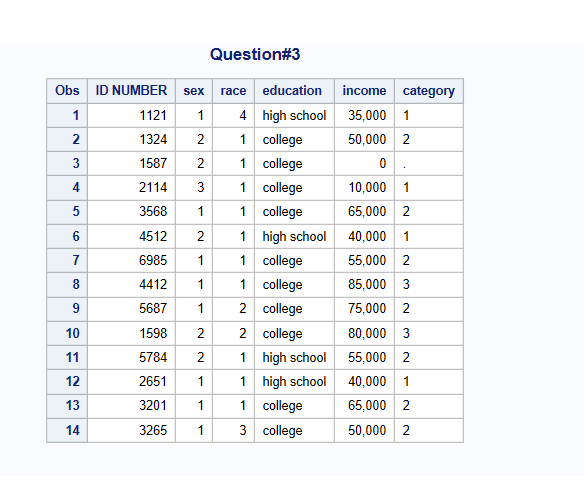 Question#3
Obs ID NUMBER sex race education income category
1 1121 1 4 high school 35,000 1
2 1324 2 1 college 50,000 2
3 1587 2 1 college 0 .
4 2114 3 1 college 10,000 1
5 3568 1 1 college 65,000 2
6 4512 2 1 high school 40,000 1
7 6985 1 1 college 55,000 2
8 4412 1 1 college 85,000 3
9 5687 1 2 college 75,000 2
10 1598 2 2 college 80,000 3
11 5784 2 1 high school 55,000 2
12 2651 1 1 high school 40,000 1
13 3201 1 1 college 65,000 2
14 3265 1 3 college 50,000 2